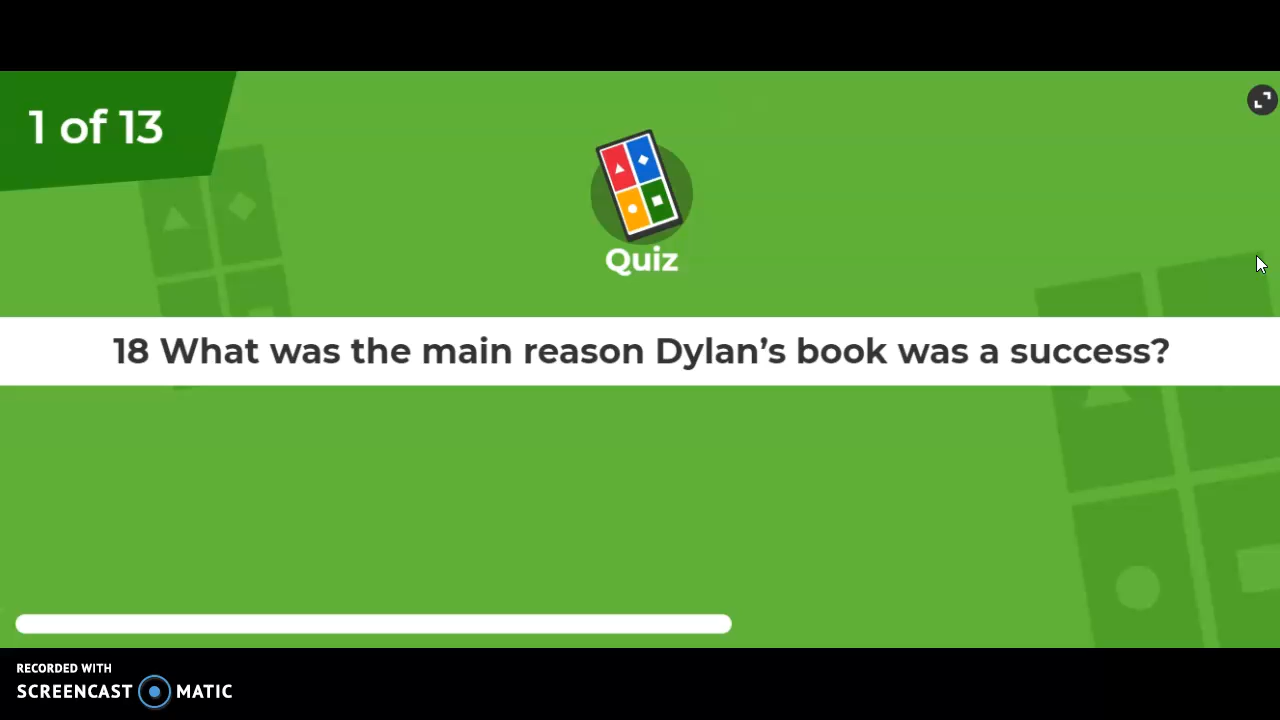 1 of 13
Quiz
18 What was the main reason Dylan’s book was a success?
RECORDED WITH
SCREENCAST MATIC